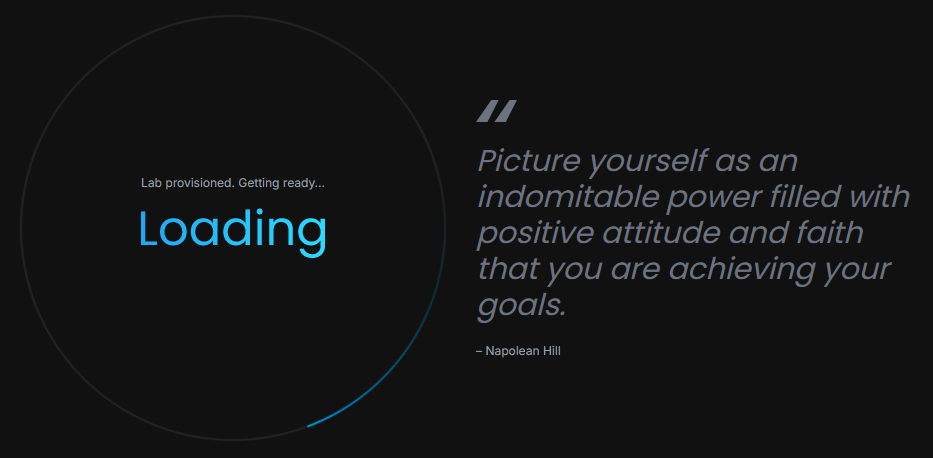 Lab provisioned. Getting ready...
Loading
Picture yourself as an
indomitable power filled with
positive attitude and faith
that you are achieving your
goals.
– Napolean Hill